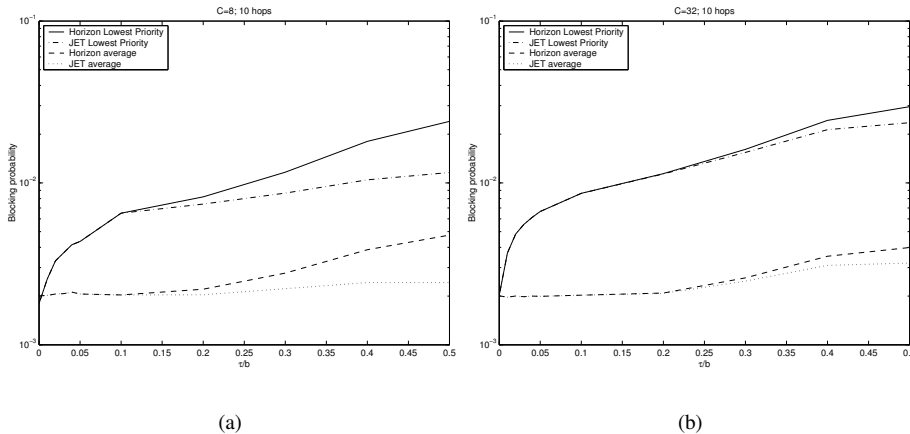 C=8; 10 hops
Horizon Lowest Priority
JET Lowest Priority
Horizon average
JET average
Blocking probability
10^-1
10^-2
10^-3
0 0.05 0.1 0.15 0.2 0.25 0.3 0.35 0.4 0.45 0.5
τ/b
(a)
C=32; 10 hops
Horizon Lowest Priority
JET Lowest Priority
Horizon average
JET average
Blocking probability
10^-1
10^-2
10^-3
0 0.05 0.1 0.15 0.2 0.25 0.3 0.35 0.4 0.45 0.
τ/b
(b)